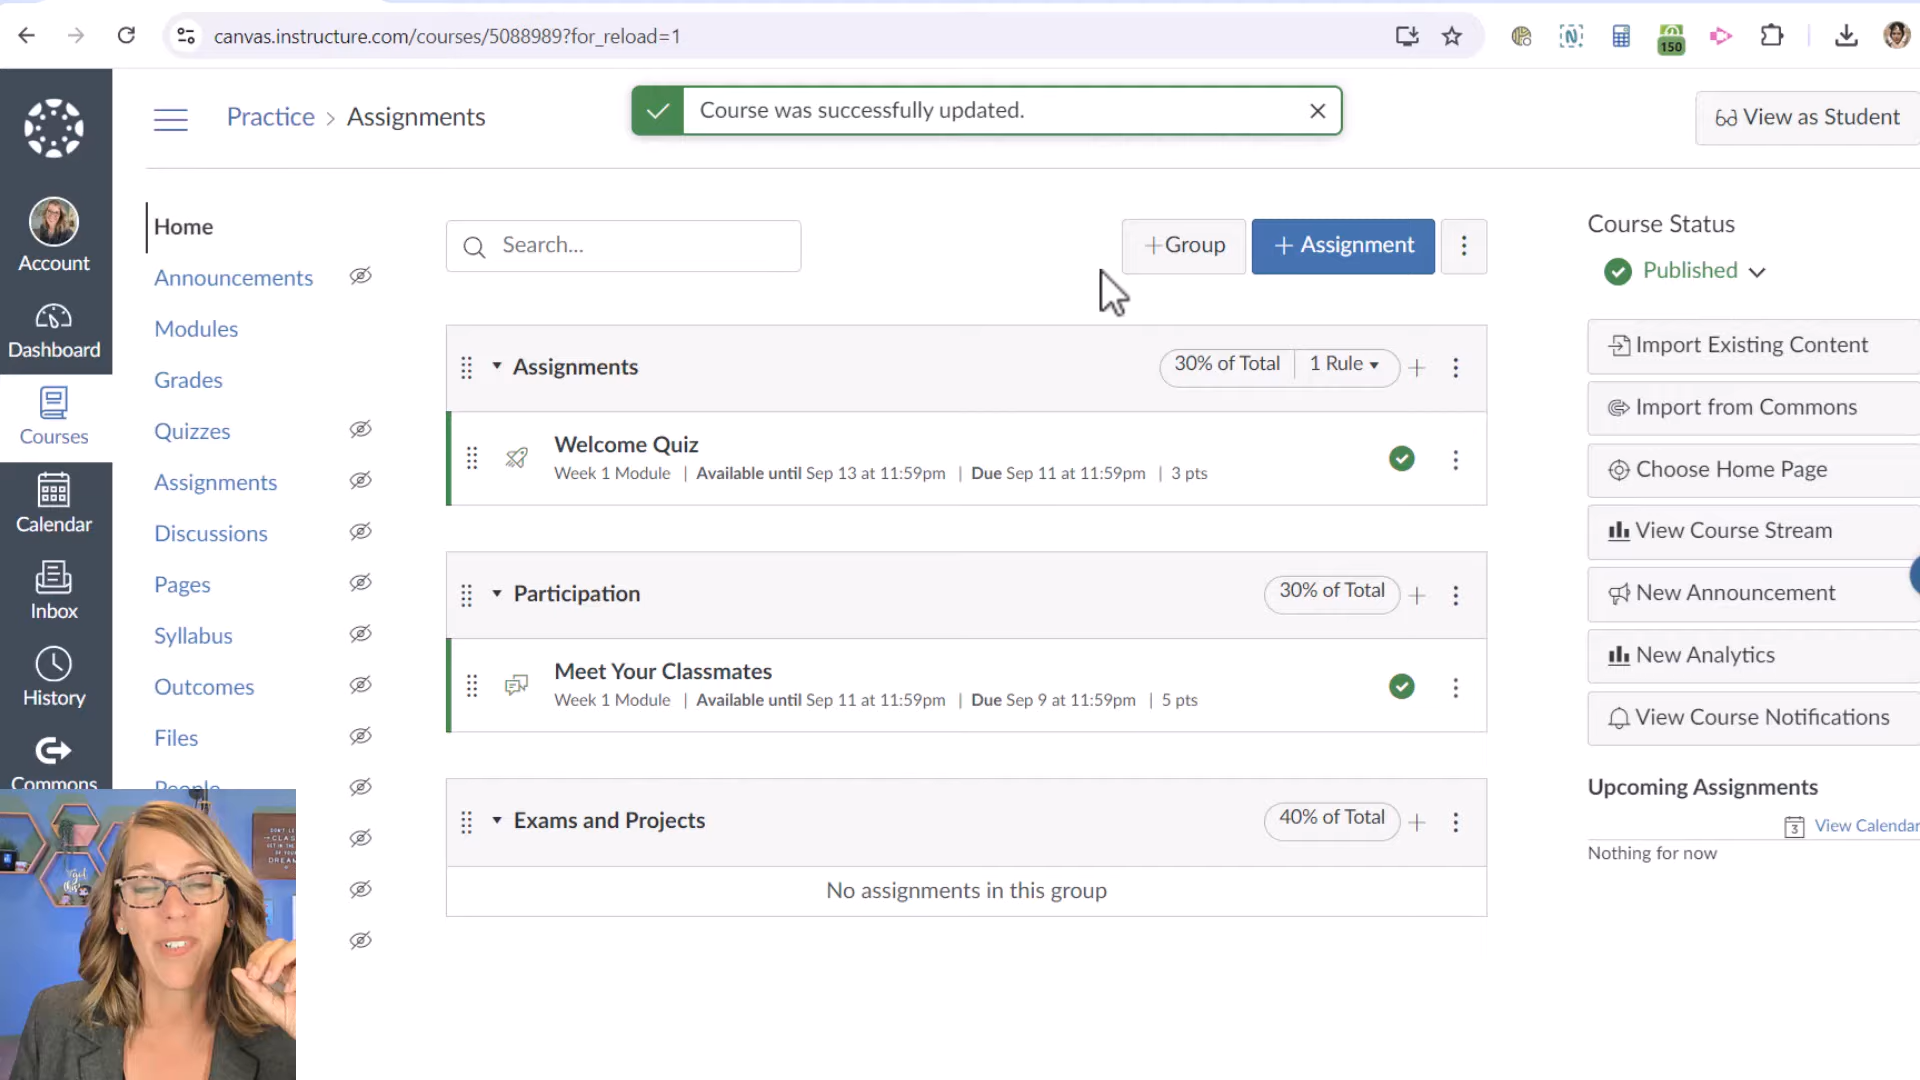 canvas.instructure.com/courses/5088989?for_reload=1
150
Practice > Assignments
Course was successfully updated.
View as Student
Account
Dashboard
Courses
Calendar
Inbox
History
Commons
Home
Announcements
Modules
Grades
Quizzes
Assignments
Discussions
Pages
Syllabus
Outcomes
Files
People
Search...
+Group
+ Assignment
Assignments
30% of Total
1 Rule
Welcome Quiz
Week 1 Module | Available until Sep 13 at 11:59pm | Due Sep 11 at 11:59pm | 3 pts
Participation
30% of Total
Meet Your Classmates
Week 1 Module | Available until Sep 11 at 11:59pm | Due Sep 9 at 11:59pm | 5 pts
Exams and Projects
40% of Total
No assignments in this group
Course Status
Published
Import Existing Content
Import from Commons
Choose Home Page
View Course Stream
New Announcement
New Analytics
View Course Notifications
Upcoming Assignments
3
View Calendar
Nothing for now